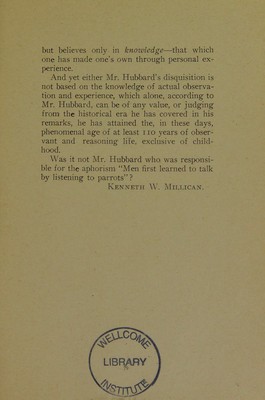 but believes only in knowledge—that which
one has made one's own through personal ex-
perience.
And yet either Mr. Hubbard's disquisition is
not based on the knowledge of actual observa-
tion and experience, which alone, according to
Mr. Hubbard, can be of any value, or judging
from the historical era he has covered in his
remarks, he has attained the, in these days,
phenomenal age of at least 110 years of obser-
vant and reasoning life, exclusive of child-
hood.
Was it not Mr. Hubbard who was responsi-
ble for the aphorism “Men first learned to talk
by listening to parrots”?
KENNETH W. MILLICAN.
WELLCOME
LIBRARY
INSTITUTE